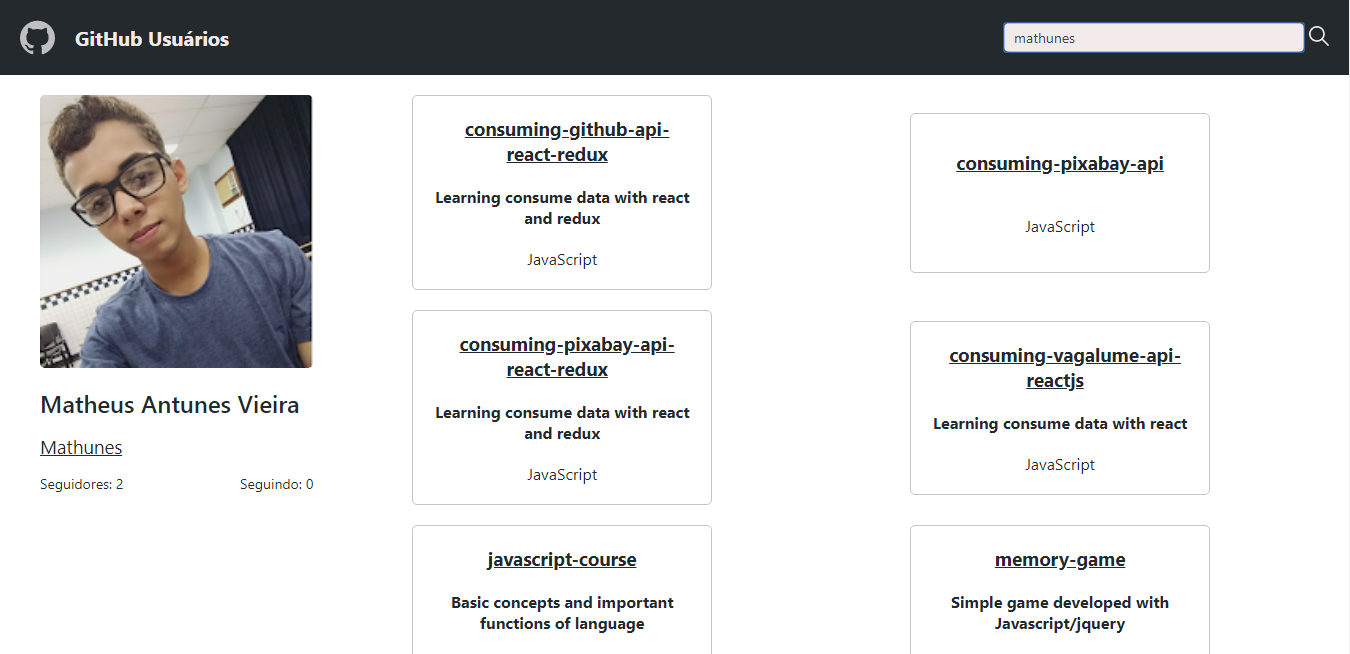 GitHub Usuários
mathunes
Matheus Antunes Vieira
Mathunes
Seguidores: 2
Seguindo: 0
consuming-github-api-
react-redux
Learning consume data with react
and redux
JavaScript
consuming-pixabay-api
JavaScript
consuming-pixabay-api-
react-redux
Learning consume data with react
and redux
JavaScript
consuming-vagalume-api-
reactjs
Learning consume data with react
JavaScript
javascript-course
Basic concepts and important
functions of language
memory-game
Simple game developed with
Javascript/jquery